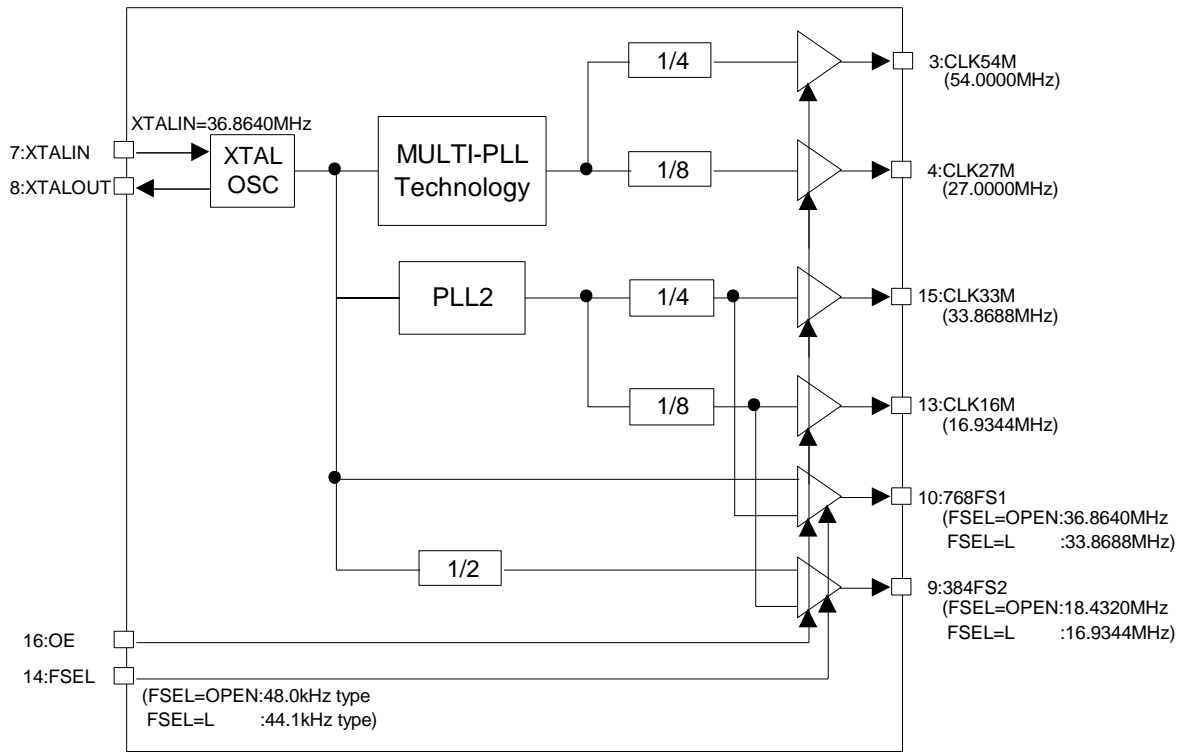 1/4
3:CLK54M
(54.0000MHz)
XTALIN=36.8640MHz
7:XTALIN
8:XTALOUT
XTAL
OSC
MULTI-PLL
Technology
1/8
4:CLK27M
(27.0000MHz)
PLL2
1/4
15:CLK33M
(33.8688MHz)
1/8
13:CLK16M
(16.9344MHz)
10:768FS1
(FSEL=OPEN:36.8640MHz
FSEL=L :33.8688MHz)
1/2
9:384FS2
(FSEL=OPEN:18.4320MHz
FSEL=L :16.9344MHz)
16:OE
14:FSEL
(FSEL=OPEN:48.0kHz type
FSEL=L :44.1kHz type)